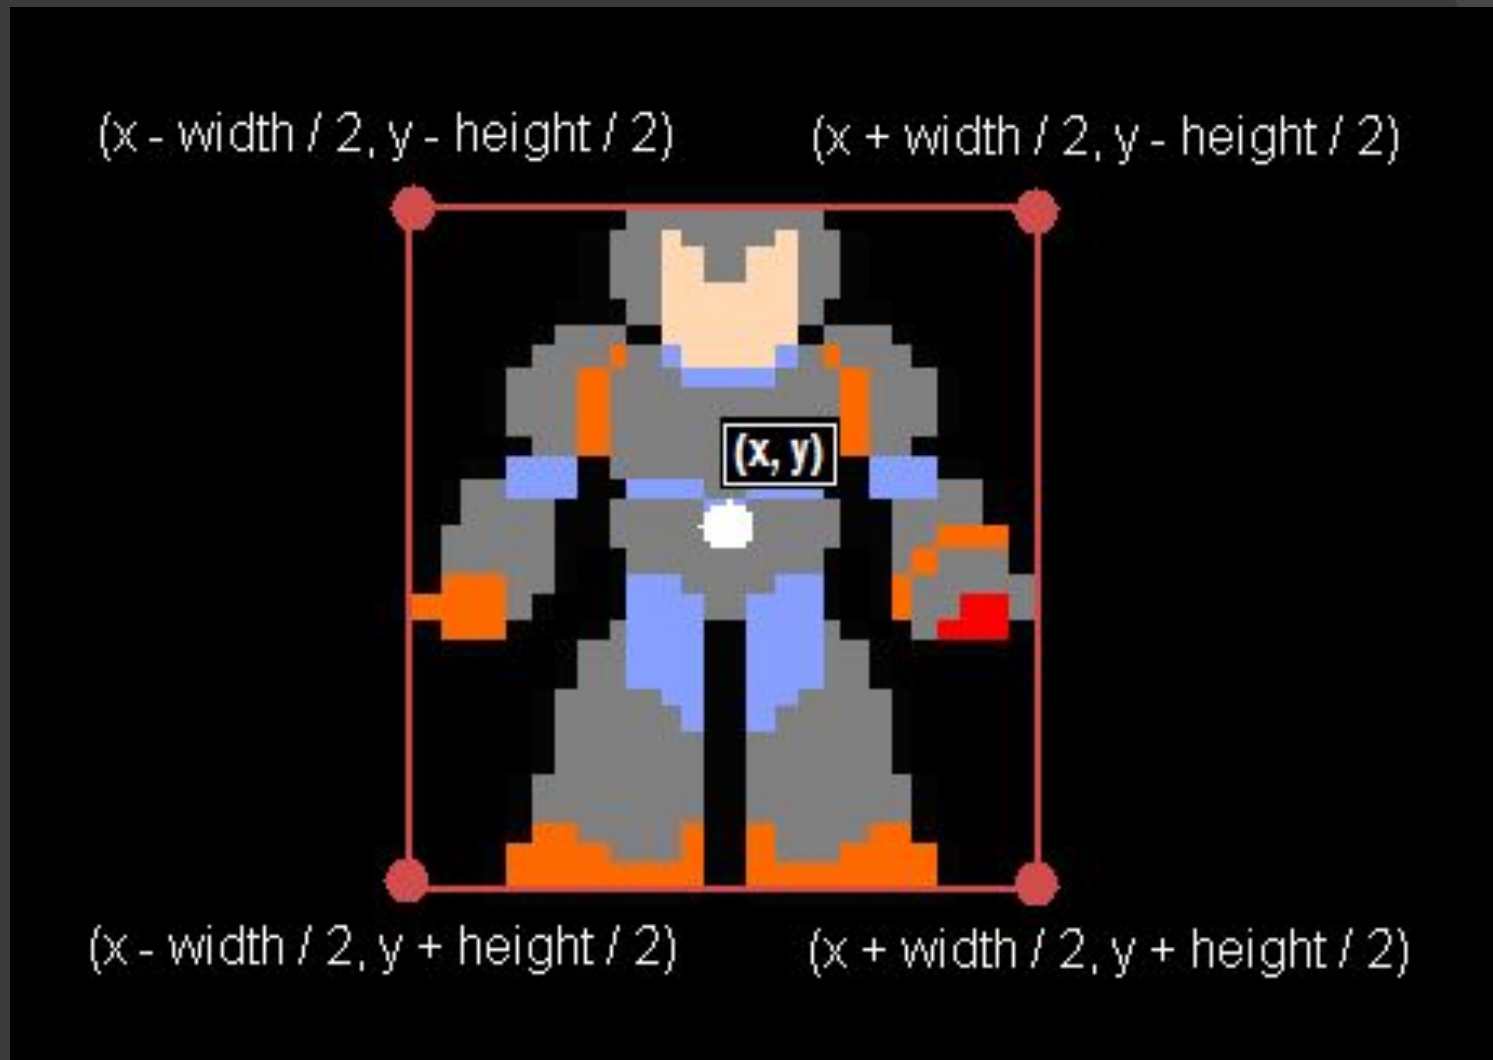 (x - width / 2, y - height / 2)
(x + width / 2, y - height / 2)
(x, y)
(x - width / 2, y + height / 2)
(x + width / 2, y + height / 2)